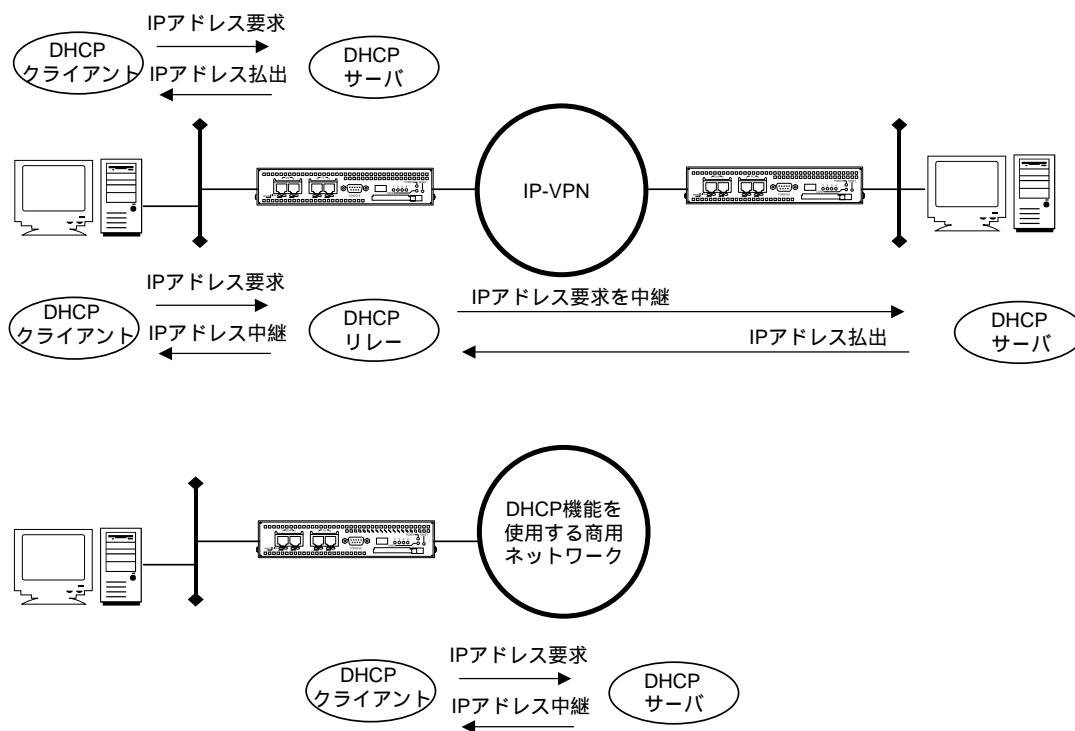 IPアドレス要求
DHCP
クライアント
IPアドレス払出
DHCP
サーバ
IP-VPN
IPアドレス要求
DHCP
クライアント
IPアドレス中継
DHCP
リレー
IPアドレス要求を中継
IPアドレス払出
DHCP
サーバ
DHCP機能を
使用する商用
ネットワーク
IPアドレス要求
DHCP
クライアント
IPアドレス中継
DHCP
サーバ